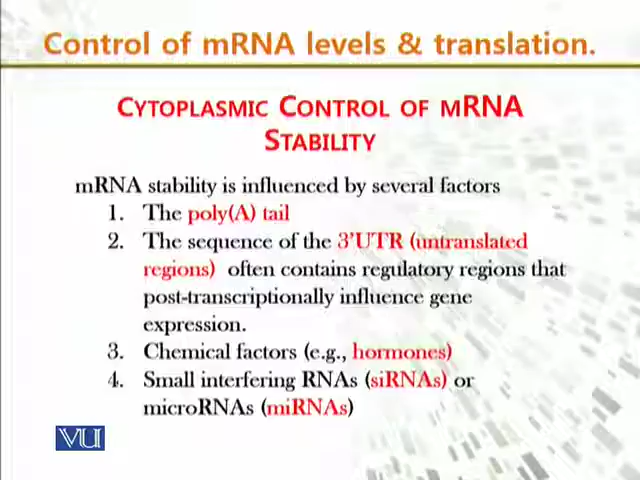 Control of mRNA levels & translation.
CYTOPLASMIC CONTROL OF mRNA
STABILITY
mRNA stability is influenced by several factors
1. The poly(A) tail
2. The sequence of the 3'UTR (untranslated
regions) often contains regulatory regions that
post-transcriptionally influence gene
expression.
3. Chemical factors (e.g., hormones)
4. Small interfering RNAs (siRNAs) or
microRNAs (miRNAs)
VU